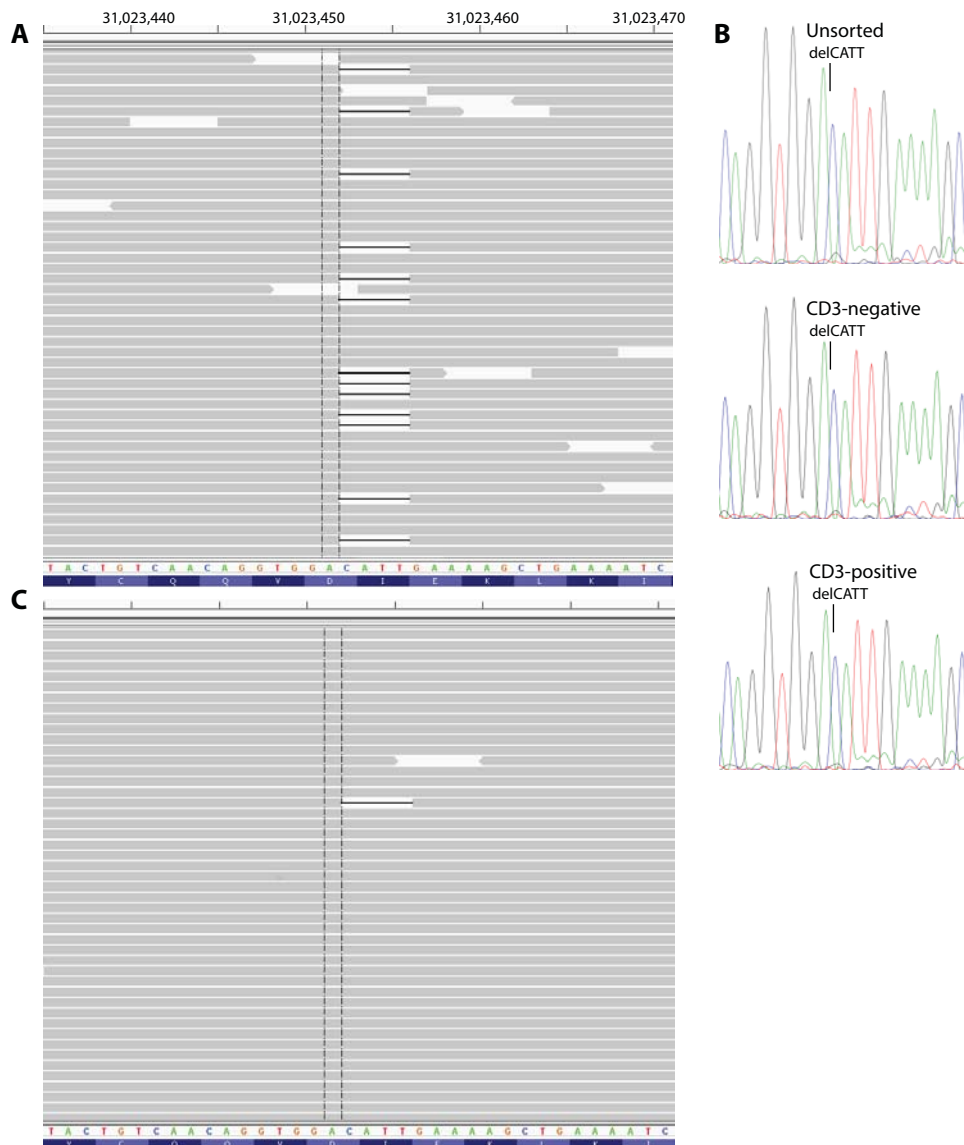 31,023,440 31,023,450 31,023,460 31,023,470
A
T A C T G T C A A C A G G T G G A C A T T G A A A A G C T G A A A A T C
Y C Q Q V D I E K L K I
B
Unsorted
delCATT
CD3-negative
delCATT
CD3-positive
delCATT
C
T A C T G T C A A C A G G T G G A C A T T G A A A A G C T G A A A A T C